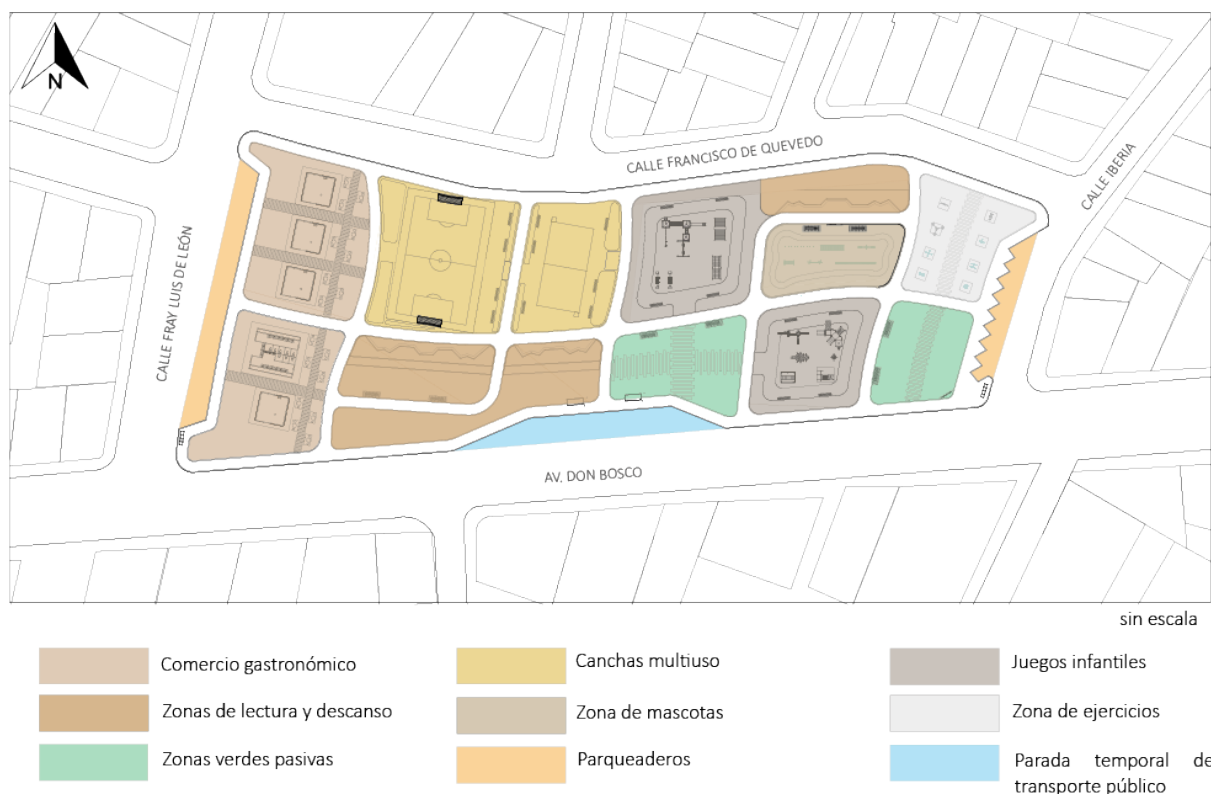 N
CALLE FRANCISCO DE QUEVEDO
CALLE IBERIA
CALLE FRAY LUIS DE LEÓN
AV. DON BOSCO
sin escala
Comercio gastronómico
Zonas de lectura y descanso
Zonas verdes pasivas
Canchas multiuso
Zona de mascotas
Parqueaderos
Juegos infantiles
Zona de ejercicios
Parada temporal de
transporte público